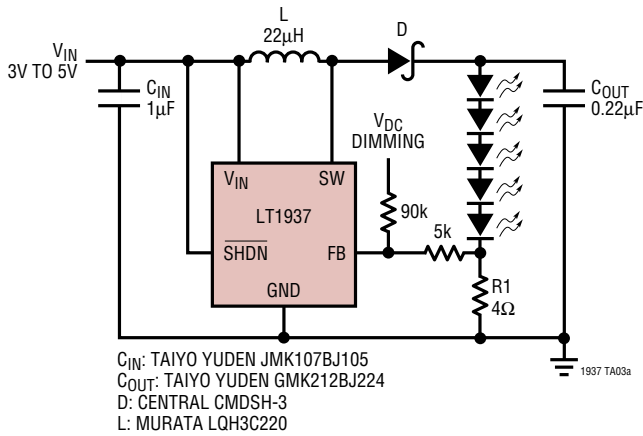 L
22µH
D
VIN
3V TO 5V
CIN
1µF
COUT
0.22µF
VDC
DIMMING
VIN
SW
LT1937
90k
5k
SHDN
FB
GND
R1
4Ω
CIN: TAIYO YUDEN JMK107BJ105
COUT: TAIYO YUDEN GMK212BJ224
D: CENTRAL CMDSH-3
L: MURATA LQH3C220
1937 TA03a